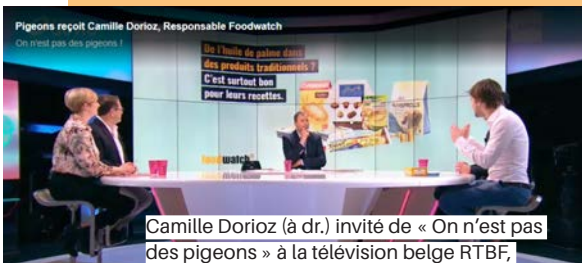 Pigeons reçoit Camille Dorioz, Responsable Foodwatch
On n'est pas des pigeons !
De l'huile de palme dans
des produits traditionnels ?
C'est surtout bon
pour leurs recettes.
foodwatch
Camille Dorioz (à dr.) invité de « On n'est pas
des pigeons » à la télévision belge RTBF,